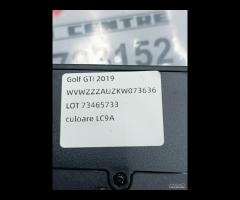 CENTRE
Golf GTI 2019
WVWZZZAUZKW073636
LOT 73465733
culoare LC9A